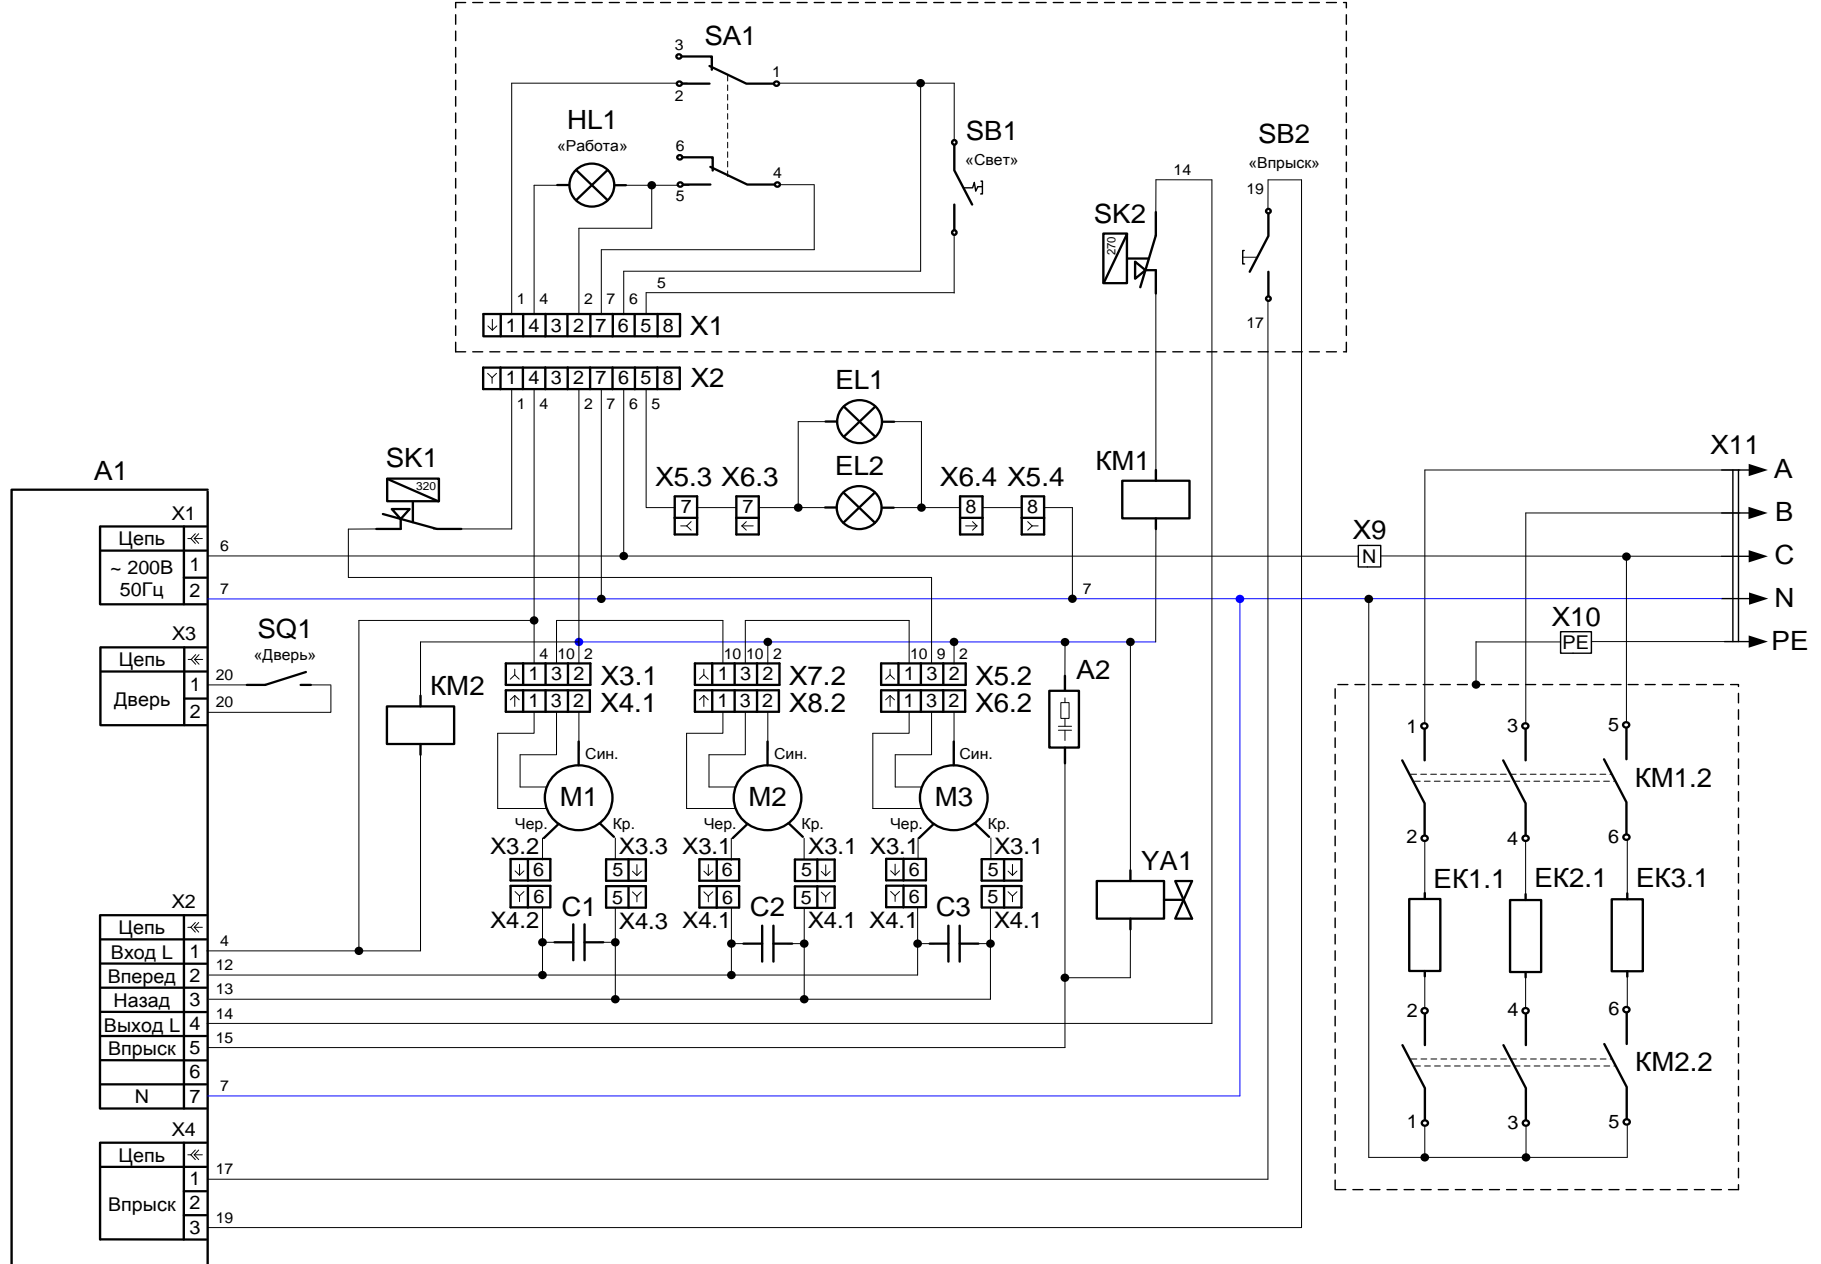 SA1
3
1
2
HL1
«Работа»
6
5
4
SB1
«Свет»
SB2
«Впрыск»
14
19
SK2
270
17
5
1 4 2 7 6
1 4 3 2 7 6 5 8 X1
1 4 3 2 7 6 5 8 X2
1 4 2 7 6 5
EL1
EL2
SK1
320
X5.3 X6.3
7 7
X6.4 X5.4
8 8
КМ1
X11
A
B
C
N
PE
X9
N
X10
PE
A1
X1
Цепь
~ 200В
50Гц
1
2
6
7
7
X3
Цепь
Дверь
1
2
20
20
SQ1
«Дверь»
КМ2
4 10 2
1 3 2 X3.1
1 3 2 X4.1
10 10 2
1 3 2 X7.2
1 3 2 X8.2
10 9 2
1 3 2 X5.2
1 3 2 X6.2
A2
Син.
M1
Чер. Кр.
Син.
M2
Чер. Кр.
Син.
M3
Чер. Кр.
X3.2 X3.3 X3.1 X3.1 X3.1 X3.1
6 5 6 5 6 5
6 5 6 5 6 5
X4.2 C1 X4.3 X4.1 C2 X4.1 X4.1 C3 X4.1
YA1
X2
Цепь
Вход L 1 4
Вперед 2 12
Назад 3 13
Выход L 4 14
Впрыск 5 15
6
N 7 7
X4
Цепь
Впрыск
1 17
2
3 19
1 3 5
КМ1.2
2 4 6
ЕК1.1 ЕК2.1 ЕК3.1
2 4 6
КМ2.2
1 3 5